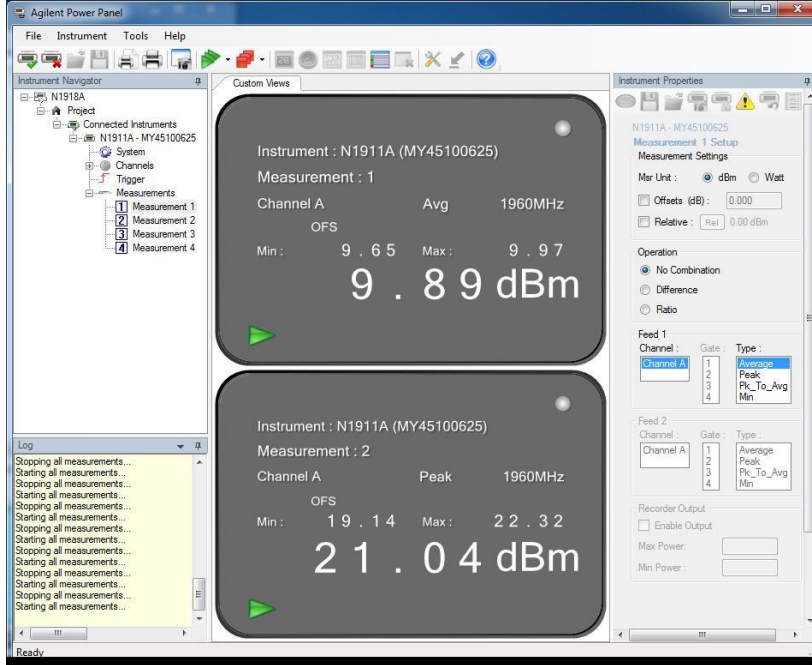 Agilent Power Panel
File Instrument Tools Help
Instrument Navigator
N1918A
Project
Connected Instruments
N1911A - MY45100625
System
Channels
Trigger
Measurements
1 Measurement 1
2 Measurement 2
3 Measurement 3
4 Measurement 4
Log
Stopping all measurements...
Starting all measurements...
Stopping all measurements...
Starting all measurements...
Stopping all measurements...
Starting all measurements...
Stopping all measurements...
Starting all measurements...
Stopping all measurements...
Starting all measurements...
Stopping all measurements...
Starting all measurements...
Stopping all measurements...
Starting all measurements...
Ready
Custom Views
Instrument : N1911A (MY45100625)
Measurement : 1
Channel A Avg 1960MHz
OFS
Min : 9 . 6 5 Max : 9 . 9 7
9 . 8 9 dBm
Instrument : N1911A (MY45100625)
Measurement : 2
Channel A Peak 1960MHz
OFS
Min : 1 9 . 1 4 Max : 2 2 . 3 2
2 1 . 0 4 dBm
Instrument Properties
N1911A - MY45100625
Measurement 1 Setup
Measurement Settings
Msr Unit : dBm Watt
Offsets (dB) : 0.000
Relative : Rel 0.00 dBm
Operation
No Combination
Difference
Ratio
Feed 1
Channel : Gate : Type :
Channel A 1 Average
2 Peak
3 Pk_To_Avg
4 Min
Feed 2
Channel : Gate : Type :
Channel A 1 Average
2 Peak
3 Pk_To_Avg
4 Min
Recorder Output
Enable Output
Max Power:
Min Power :